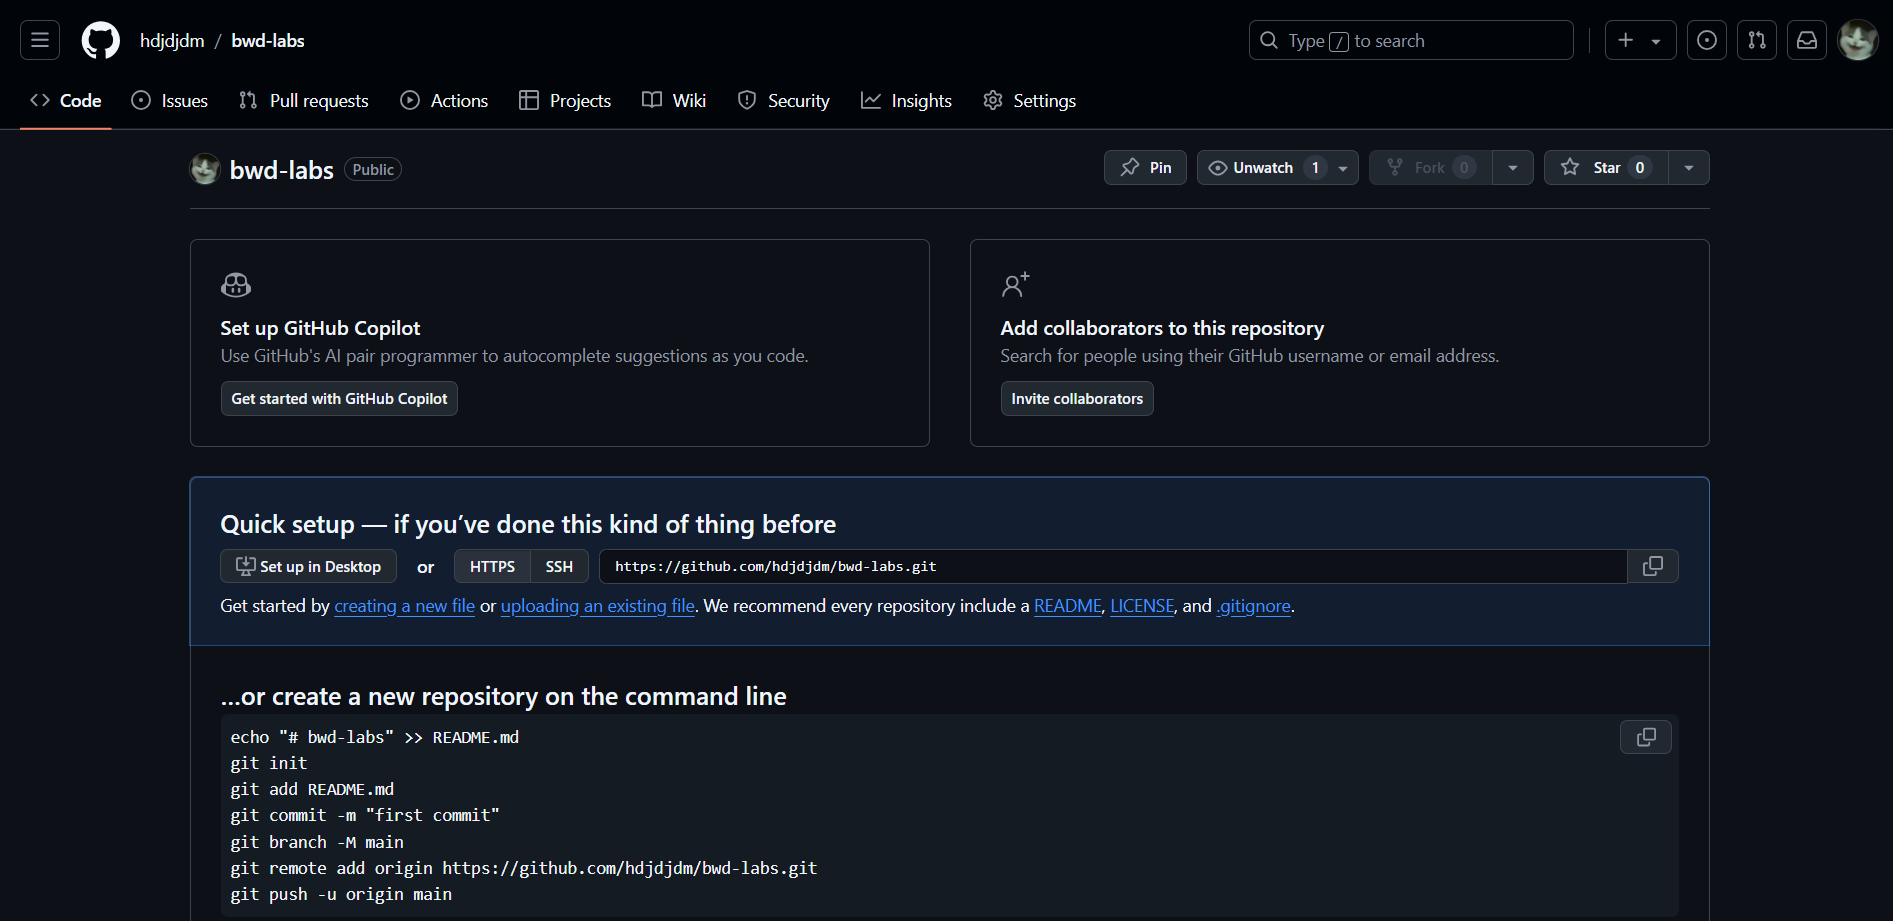 hdjdjdm / bwd-labs
Type / to search
Code
Issues
Pull requests
Actions
Projects
Wiki
Security
Insights
Settings
bwd-labs Public
Pin
Unwatch 1
Fork 0
Star 0
Set up GitHub Copilot
Use GitHub's AI pair programmer to autocomplete suggestions as you code.
Get started with GitHub Copilot
Add collaborators to this repository
Search for people using their GitHub username or email address.
Invite collaborators
Quick setup — if you’ve done this kind of thing before
Set up in Desktop or HTTPS SSH https://github.com/hdjdjdm/bwd-labs.git
Get started by creating a new file or uploading an existing file. We recommend every repository include a README, LICENSE, and .gitignore.
...or create a new repository on the command line
echo "# bwd-labs" >> README.md
git init
git add README.md
git commit -m "first commit"
git branch -M main
git remote add origin https://github.com/hdjdjdm/bwd-labs.git
git push -u origin main